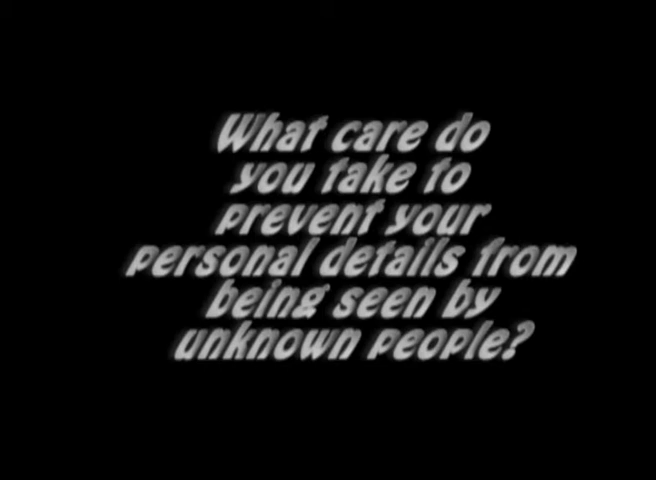 What care do
you take to
prevent your
personal details from
being seen by
unknown people?